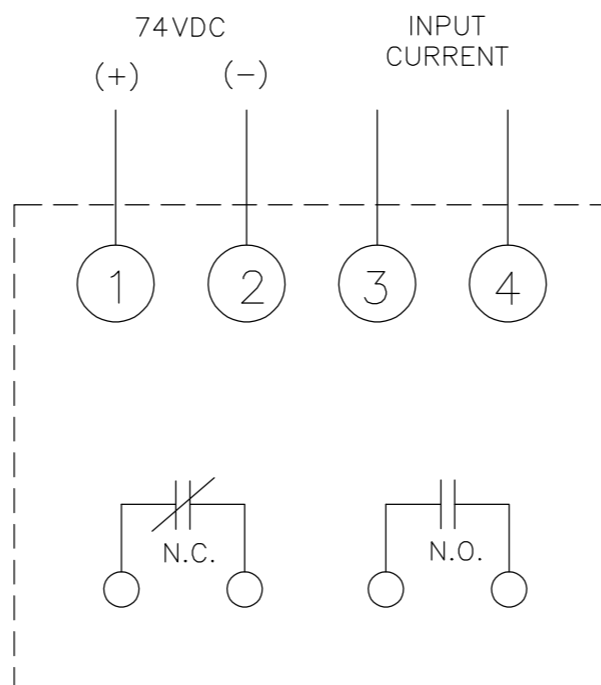 74VDC
INPUT
CURRENT
(+)
(-)
1
2
3
4
N.C.
N.O.